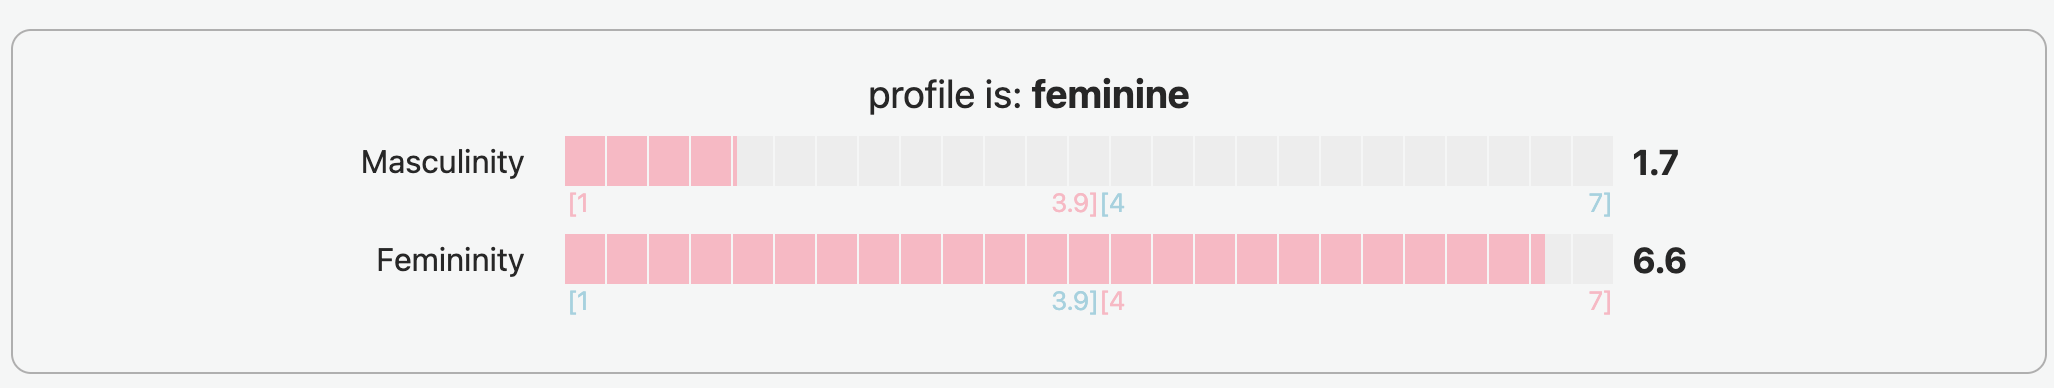 profile is: feminine
Masculinity 1.7
[1 3.9][4 7]
Femininity 6.6
[1 3.9][4 7]